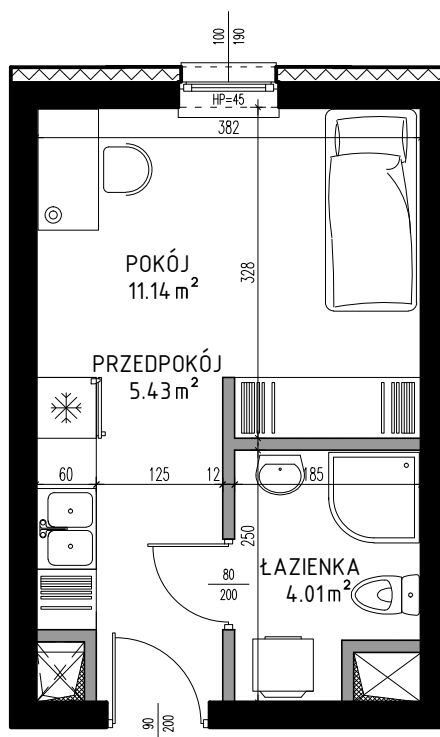 100
190
HP=45
382
POKÓJ
11.14 m²
328
PRZEDPOKÓJ
5.43 m²
60
125
12
185
250
80
200
ŁAZIENKA
4.01m²
90
200